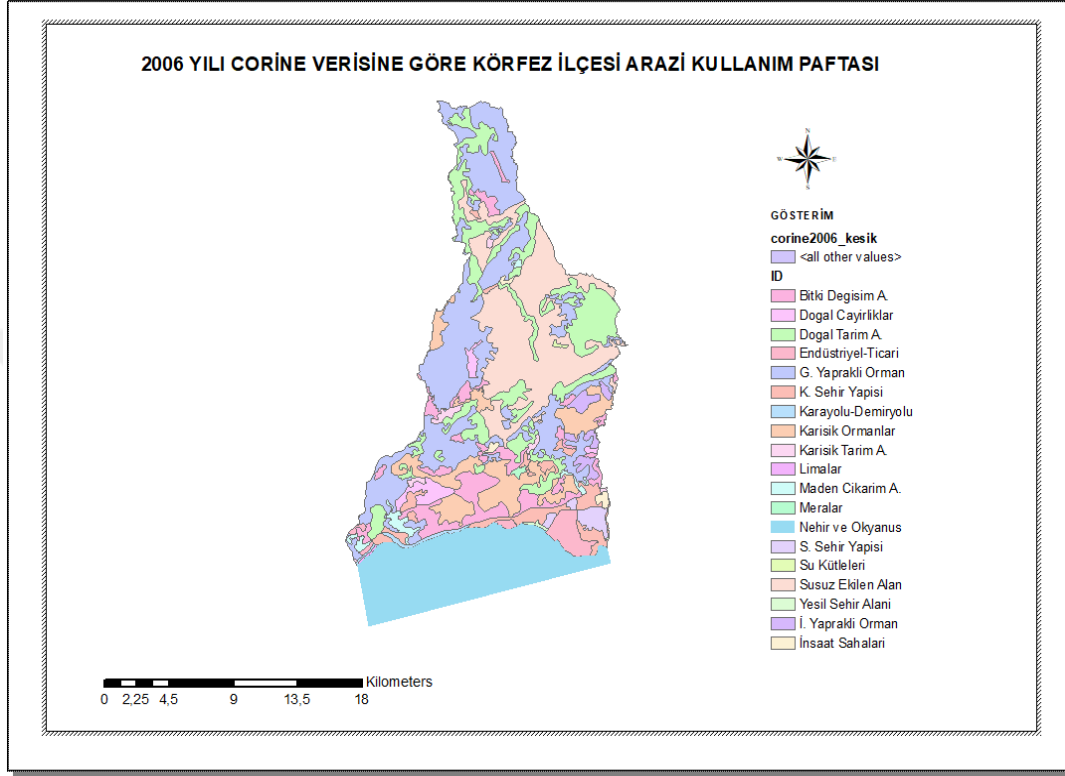 2006 YILI CORİNE VERİSİNE GÖRE KÖRFEZ İLÇESİ ARAZİ KULLANIM PAFTASI
N
W
S
GÖSTERİM
corine2006_kesik
<all other values>
ID
Bitki Degisim A.
Dogal Cayirliklar
Dogal Tarim A.
Endüstriyel-Ticari
G. Yaprakli Orman
K. Sehir Yapisi
Karayolu-Demiryolu
Karisik Ormanlar
Karisik Tarim A.
Limalar
Maden Cikarim A.
Meralar
Nehir ve Okyanus
S. Sehir Yapisi
Su Kütleleri
Susuz Ekilen Alan
Yesil Sehir Alani
İ. Yaprakli Orman
İnsaat Sahalari
Kilometers
0 2,25 4,5 9 13,5 18